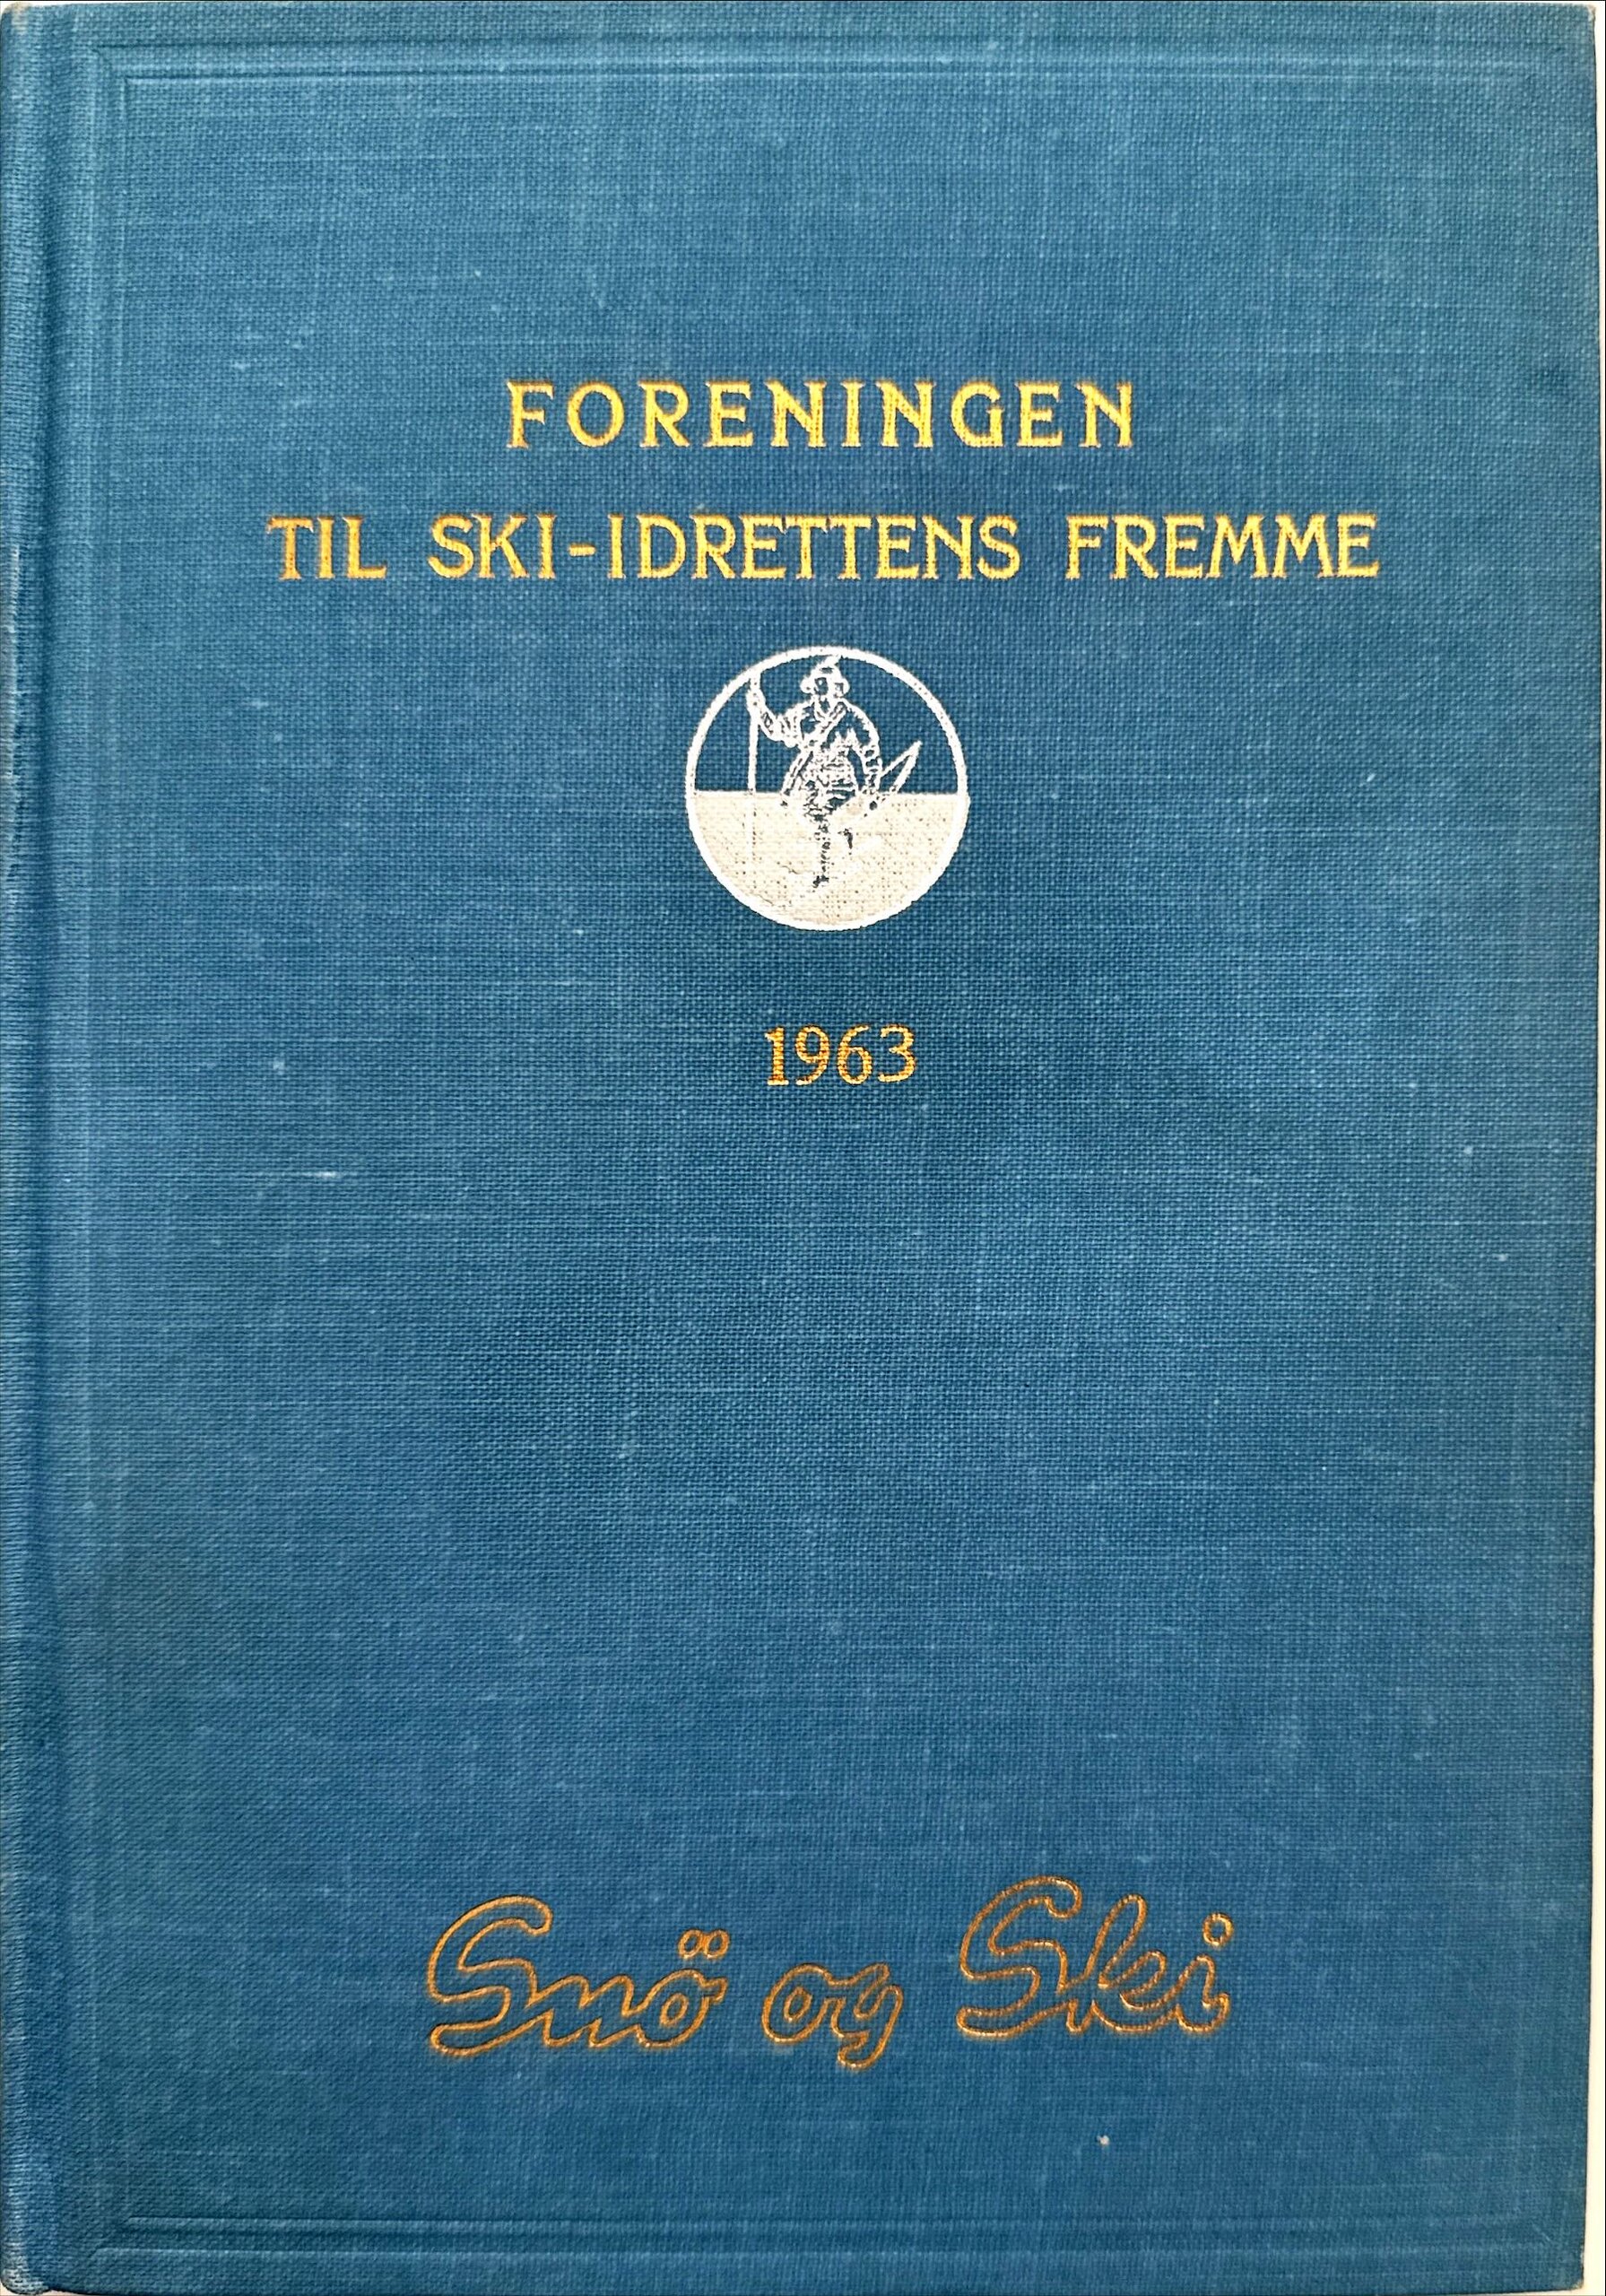 FORENINGEN
TIL SKI-IDRETTENS FREMME
1963
Snö og Ski